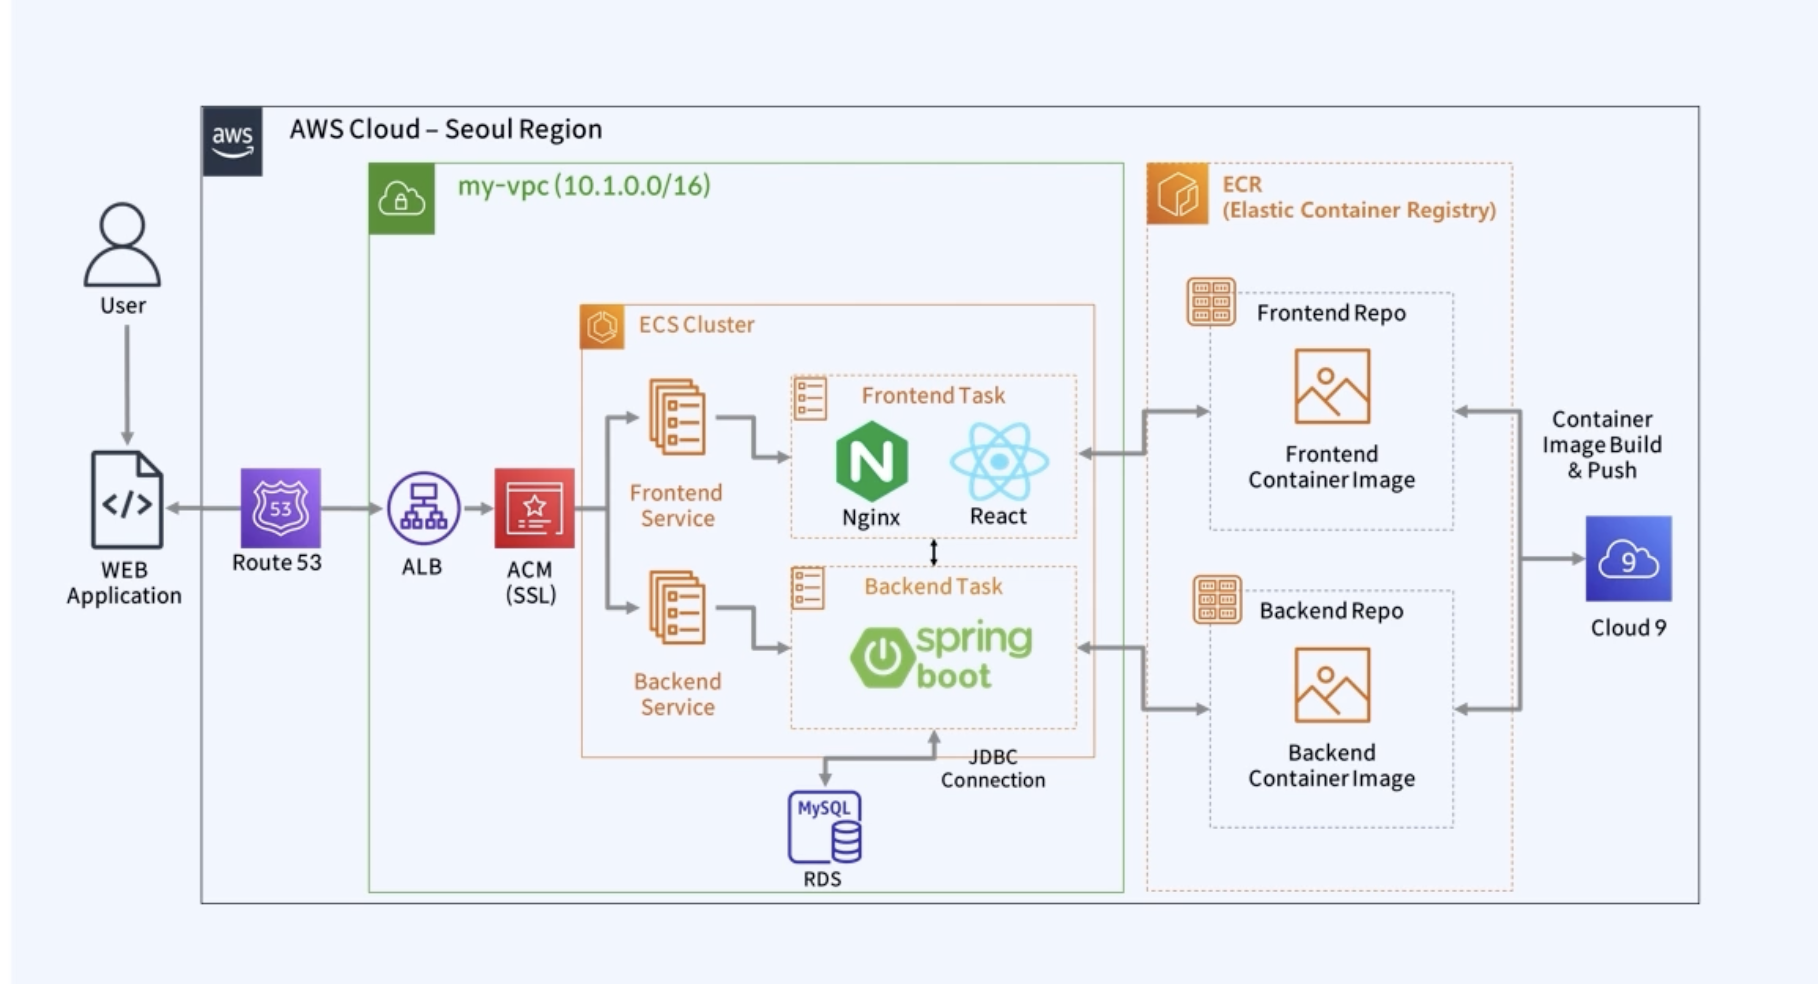 aws
AWS Cloud – Seoul Region
my-vpc (10.1.0.0/16)
ECR
(Elastic Container Registry)
User
ECS Cluster
Frontend Task
Nginx
React
Frontend
Service
Frontend Repo
Frontend
Container Image
Container
Image Build
& Push
</>
WEB
Application
53
Route 53
ALB
ACM
(SSL)
Backend Task
spring
boot
Backend
Service
Backend Repo
Backend
Container Image
9
Cloud 9
JDBC
Connection
MySQL
RDS